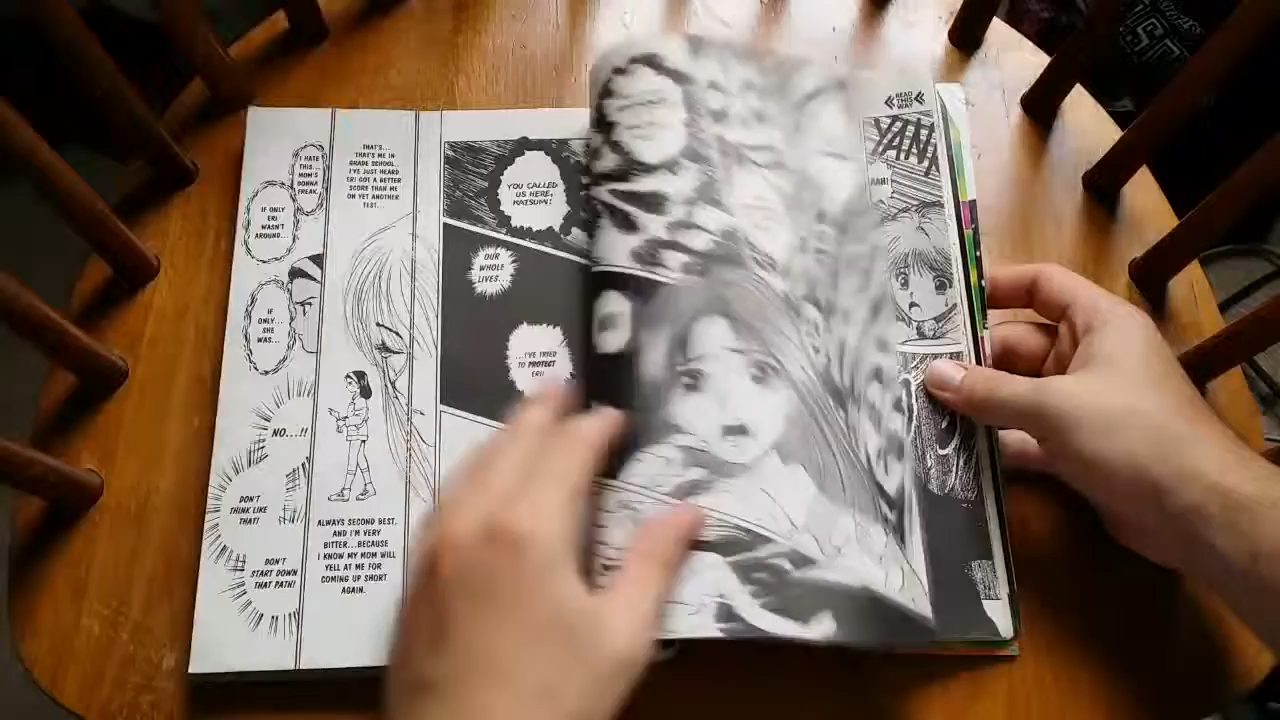 I HATE
THIS...
MOM'S
GONNA
FREAK.
IF ONLY
ERI
WASN'T
AROUND...
IF
ONLY...
SHE
WAS...
NO...!!
DON'T
THINK LIKE
THAT!
DON'T
START DOWN
THAT PATH!
THAT'S...
THAT'S ME IN
GRADE SCHOOL.
I'VE JUST HEARD
ERI GOT A BETTER
SCORE THAN ME
ON YET ANOTHER
TEST...
ALWAYS SECOND BEST,
AND I'M VERY
BITTER...BECAUSE
I KNOW MY MOM WILL
YELL AT ME FOR
COMING UP SHORT
AGAIN.
YOU CALLED
US HERE,
KATSUMI!
OUR
WHOLE
LIVES...
...I'VE TRIED
TO PROTECT
ERI!
READ
THIS
WAY
YANK
AAH!